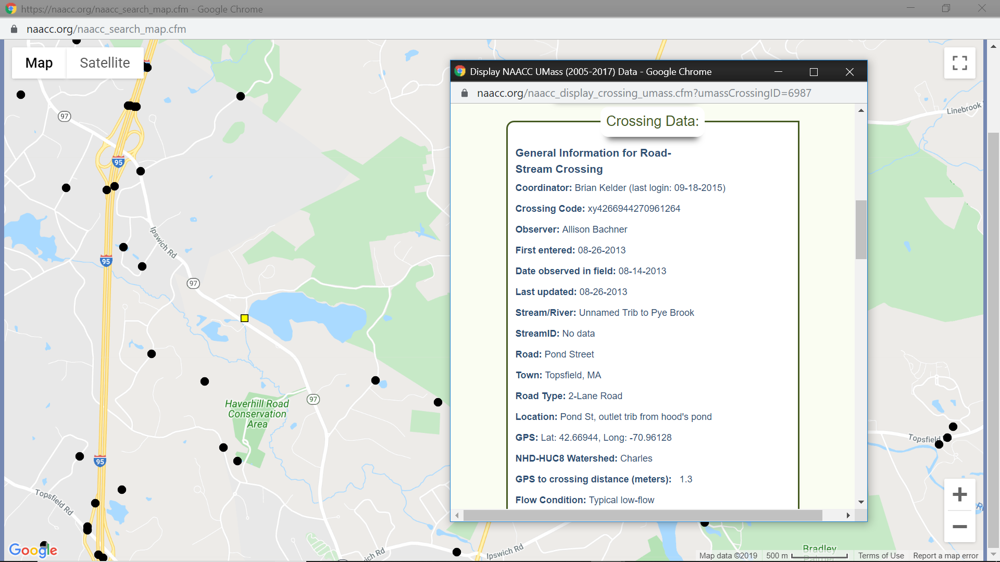 https://naacc.org/naacc_search_map.cfm - Google Chrome
naacc.org/naacc_search_map.cfm
Map
Satellite
97
95
Ipswich Rd
95
97
97
Haverhill Road
Conservation
Area
95
Topsfield Rd
Google
Display NAACC UMass (2005-2017) Data - Google Chrome
naacc.org/naacc_display_crossing_umass.cfm?umassCrossingID=6987
Crossing Data:
General Information for Road-
Stream Crossing
Coordinator: Brian Kelder (last login: 09-18-2015)
Crossing Code: xy4266944270961264
Observer: Allison Bachner
First entered: 08-26-2013
Date observed in field: 08-14-2013
Last updated: 08-26-2013
Stream/River: Unnamed Trib to Pye Brook
StreamID: No data
Road: Pond Street
Town: Topsfield, MA
Road Type: 2-Lane Road
Location: Pond St, outlet trib from hood's pond
GPS: Lat: 42.66944, Long: -70.96128
NHD-HUC8 Watershed: Charles
GPS to crossing distance (meters): 1.3
Flow Condition: Typical low-flow
Linebrook
Topsfield
R
wich Rd
Ipswich Rd
Bradley
Map data ©2019
500 m
Terms of Use
Report a map error